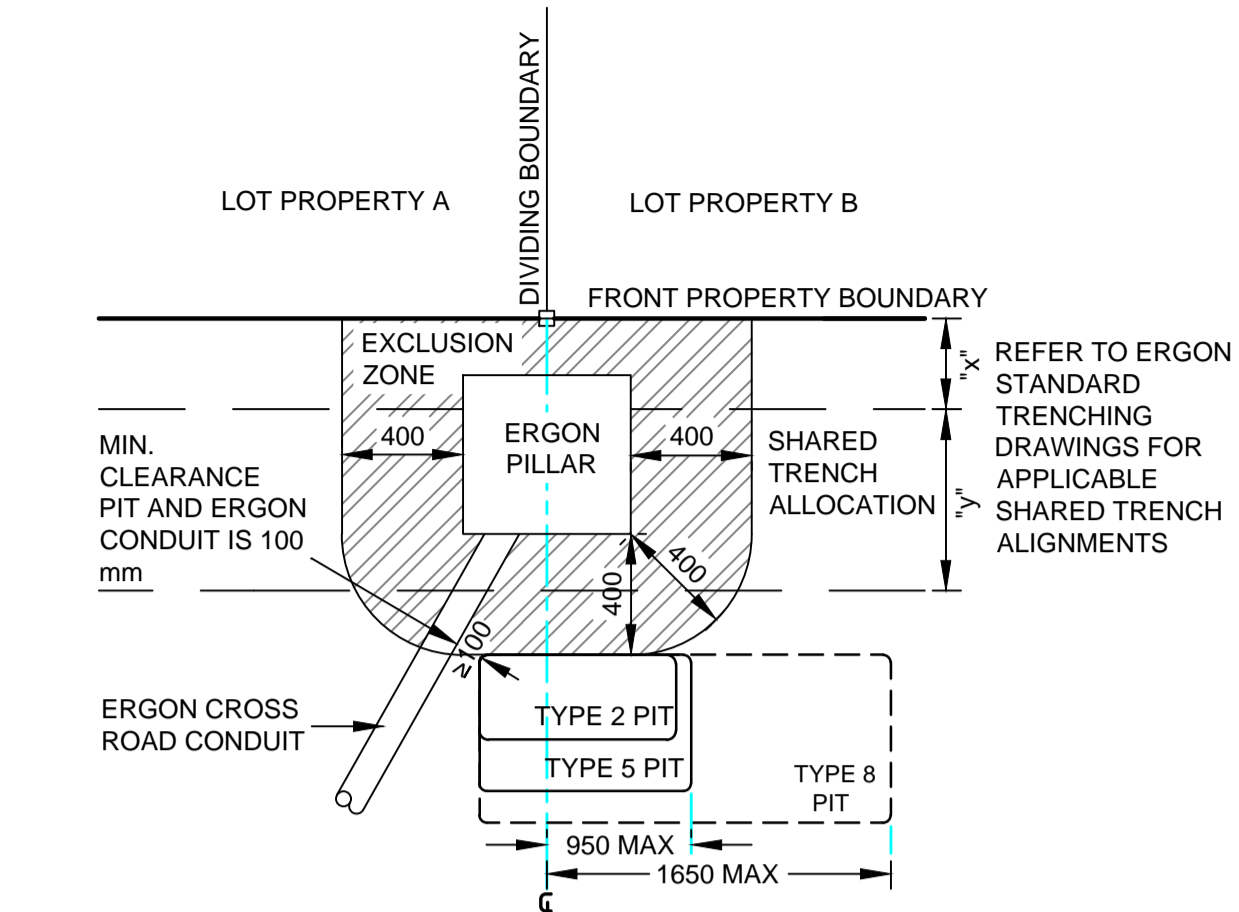 DIVIDING BOUNDARY
LOT PROPERTY A
LOT PROPERTY B
FRONT PROPERTY BOUNDARY
EXCLUSION
ZONE
"x"
REFER TO ERGON
STANDARD
TRENCHING
DRAWINGS FOR
APPLICABLE
SHARED TRENCH
ALIGNMENTS
"y"
400
ERGON
PILLAR
400
SHARED
TRENCH
ALLOCATION
MIN.
CLEARANCE
PIT AND ERGON
CONDUIT IS 100
mm
400
400
≥100
ERGON CROSS
ROAD CONDUIT
TYPE 2 PIT
TYPE 5 PIT
TYPE 8
PIT
950 MAX
1650 MAX
℄